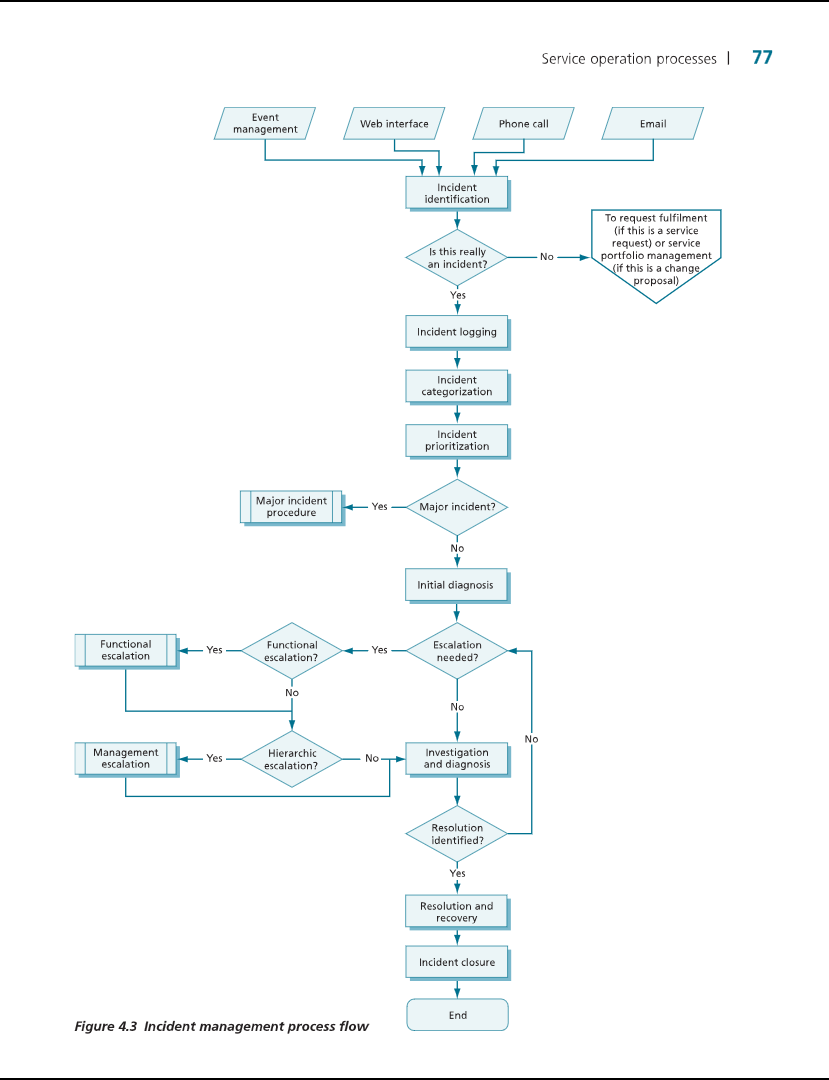 Service operation processes | 77
Event
management
Web interface
Phone call
Email
Incident
identification
To request fulfilment
(if this is a service
request) or service
portfolio management
(if this is a change
proposal)
Is this really
an incident?
No
Yes
Incident logging
Incident
categorization
Incident
prioritization
Major incident
procedure
Yes
Major incident?
No
Initial diagnosis
Functional
escalation
Yes
Functional
escalation?
Yes
Escalation
needed?
No
No
No
Management
escalation
Yes
Hierarchic
escalation?
No
Investigation
and diagnosis
Resolution
identified?
Yes
Resolution and
recovery
Incident closure
End
Figure 4.3 Incident management process flow